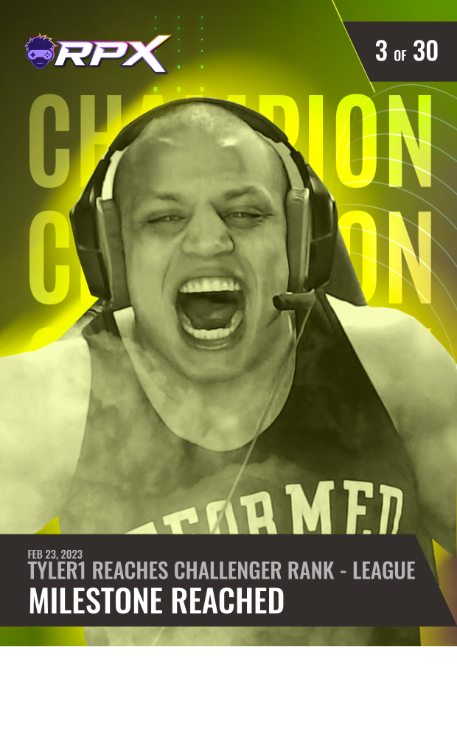 RPX
3 OF 30
CHAMPION
FEB 23, 2023
TYLER1 REACHES CHALLENGER RANK - LEAGUE
MILESTONE REACHED